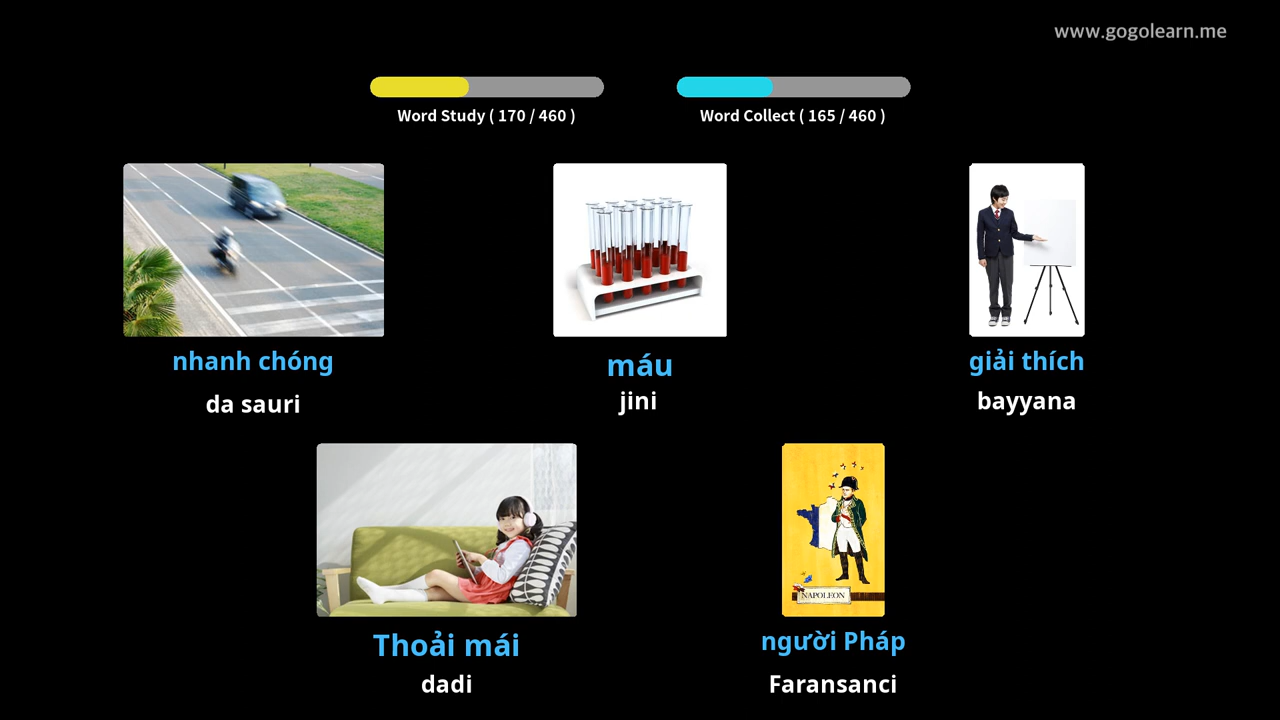 www.gogolearn.me
Word Study ( 170 / 460 )
Word Collect ( 165 / 460 )
nhanh chóng
da sauri
máu
jini
giải thích
bayyana
NAPOLEON
Thoải mái
dadi
người Pháp
Faransanci